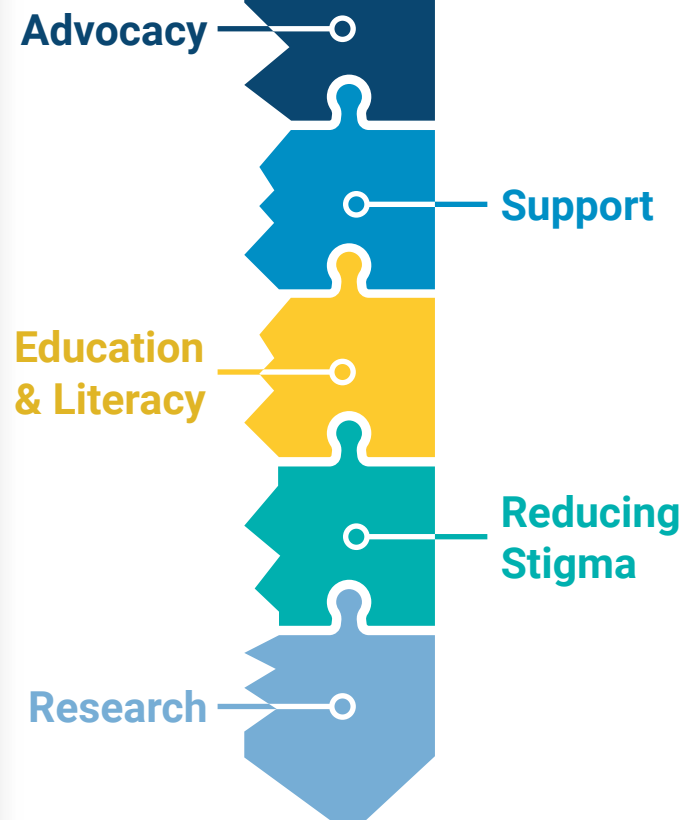 Advocacy
Support
Education
& Literacy
Reducing
Stigma
Research